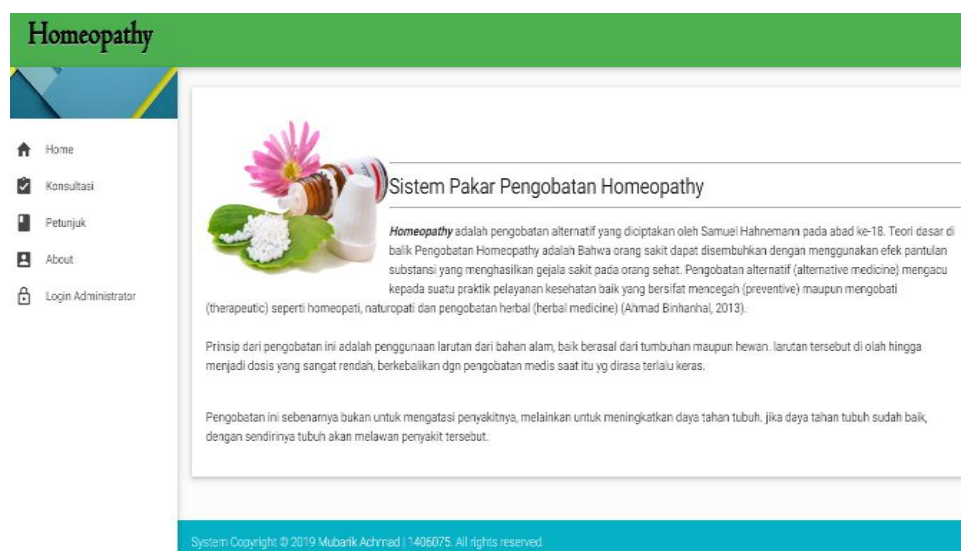 Homeopathy
Home
Konsultasi
Petunjuk
About
Login Administrator
Sistem Pakar Pengobatan Homeopathy
Homeopathy adalah pengobatan alternatif yang diciptakan oleh Samuel Hahnemann pada abad ke-18. Teori dasar di
balik Pengobatan Homeopathy adalah Bahwa orang sakit dapat disembuhkan dengan menggunakan efek pantulan
substansi yang menghasilkan gejala sakit pada orang sehat. Pengobatan alternatif (alternative medicine) mengacu
kepada suatu praktik pelayanan kesehatan baik yang bersifat mencegah (preventive) maupun mengobati
(therapeutic) seperti homeopati, naturopati dan pengobatan herbal (herbal medicine) (Ahmad Binhanhal, 2013).
Prinsip dari pengobatan ini adalah penggunaan larutan dari bahan alam, baik berasal dari tumbuhan maupun hewan. larutan tersebut di olah hingga
menjadi dosis yang sangat rendah, berkebalikan dgn pengobatan medis saat itu yg dirasa terlalu keras.
Pengobatan ini sebenarnya bukan untuk mengatasi penyakitnya, melainkan untuk meningkatkan daya tahan tubuh. jika daya tahan tubuh sudah baik,
dengan sendirinya tubuh akan melawan penyakit tersebut.
System Copyright © 2019 Mubarik Achmad | 1406075. All rights reserved.